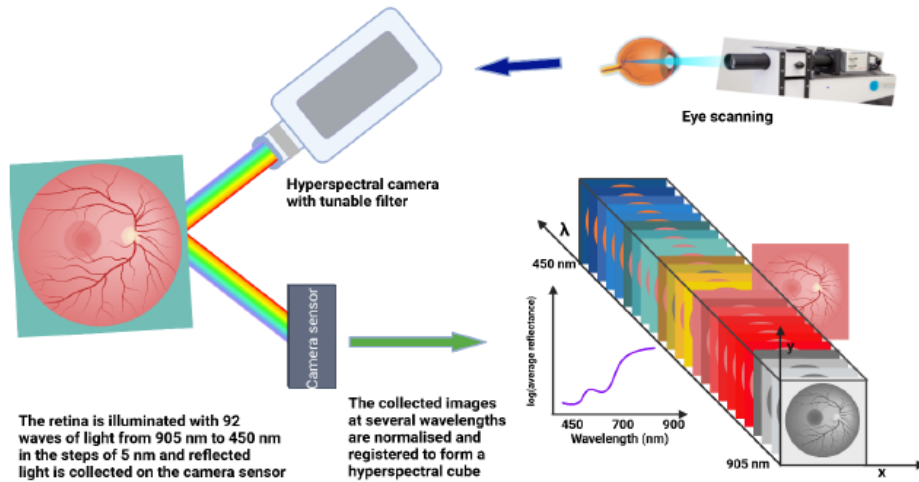 Eye scanning
Hyperspectral camera
with tunable filter
λ
450 nm
Camera sensor
log(average reflectance)
y
450 700 900
Wavelength (nm)
905 nm
x
The retina is illuminated with 92
waves of light from 905 nm to 450 nm
in the steps of 5 nm and reflected
light is collected on the camera sensor
The collected images
at several wavelengths
are normalised and
registered to form a
hyperspectral cube